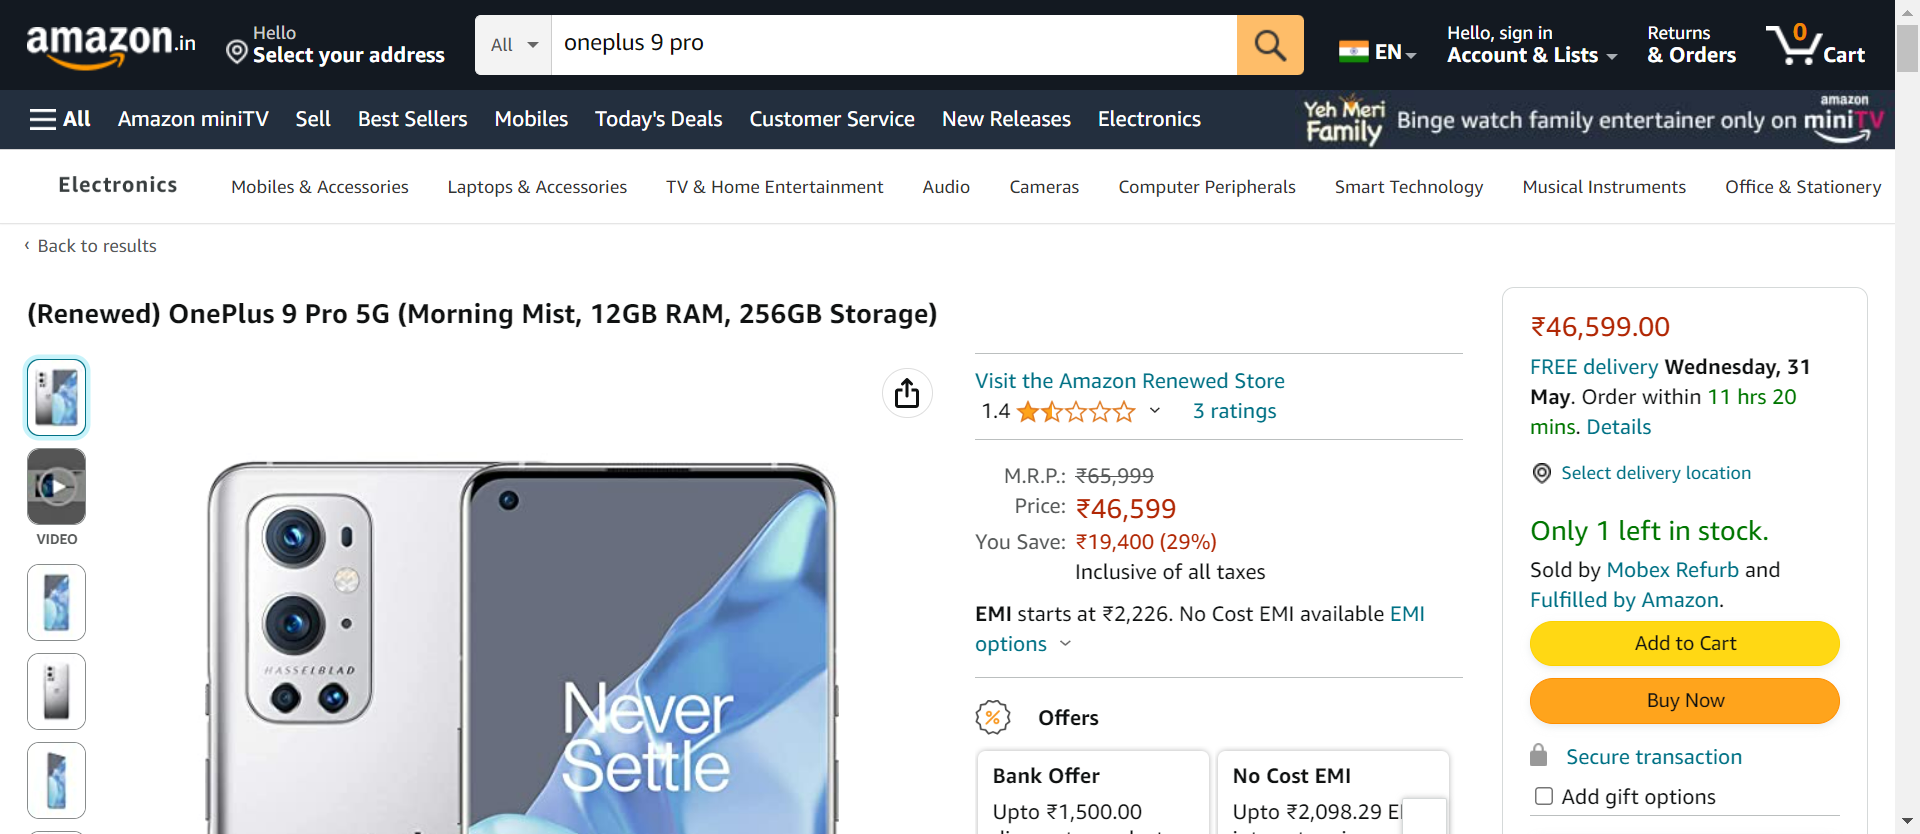 amazon.in
Hello
Select your address
All
oneplus 9 pro
EN
Hello, sign in
Account & Lists
Returns
& Orders
0
Cart
All
Amazon miniTV
Sell
Best Sellers
Mobiles
Today's Deals
Customer Service
New Releases
Electronics
Yeh Meri
Family
Binge watch family entertainer only on
amazon
miniTV
Electronics
Mobiles & Accessories
Laptops & Accessories
TV & Home Entertainment
Audio
Cameras
Computer Peripherals
Smart Technology
Musical Instruments
Office & Stationery
‹ Back to results
(Renewed) OnePlus 9 Pro 5G (Morning Mist, 12GB RAM, 256GB Storage)
VIDEO
HASSELBLAD
Never
Settle
Visit the Amazon Renewed Store
1.4
3 ratings
M.R.P.: ₹65,999
Price: ₹46,599
You Save: ₹19,400 (29%)
Inclusive of all taxes
EMI starts at ₹2,226. No Cost EMI available EMI
options
%
Offers
Bank Offer
Upto ₹1,500.00
No Cost EMI
Upto ₹2,098.29
₹46,599.00
FREE delivery Wednesday, 31
May. Order within 11 hrs 20
mins. Details
Select delivery location
Only 1 left in stock.
Sold by Mobex Refurb and
Fulfilled by Amazon.
Add to Cart
Buy Now
Secure transaction
Add gift options